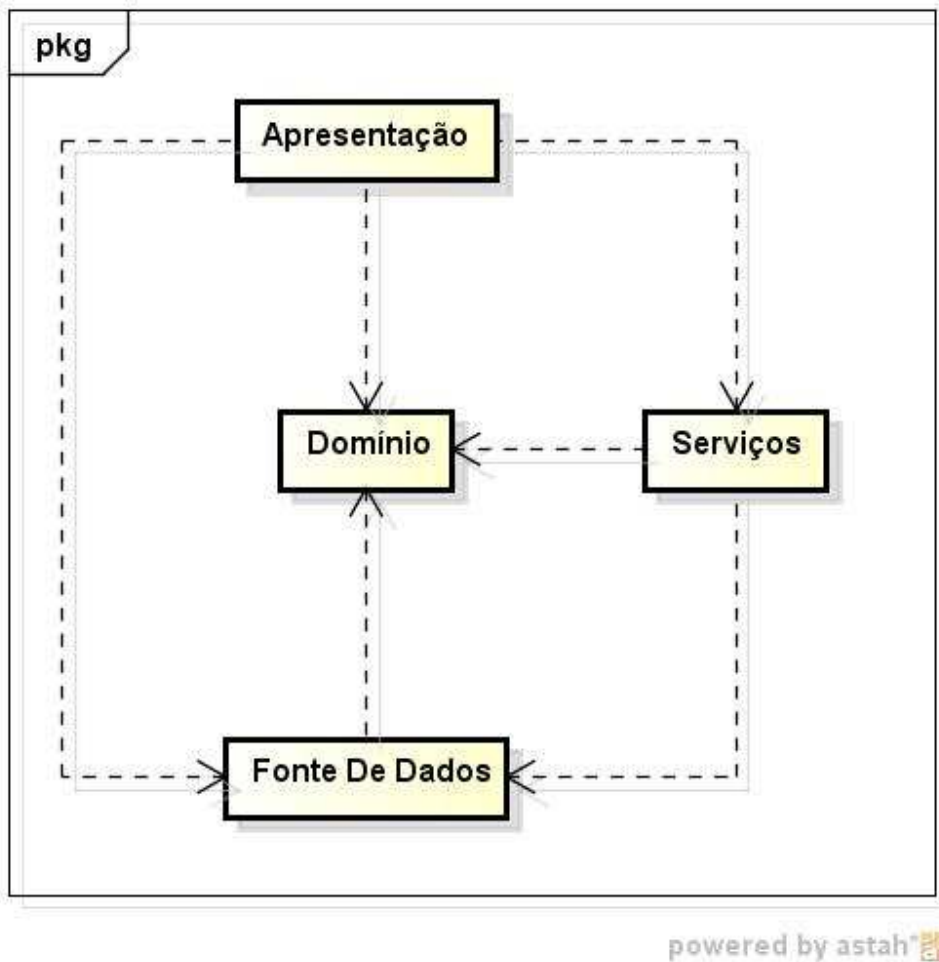 pkg
Apresentação
Domínio
Serviços
Fonte De Dados
powered by astah*